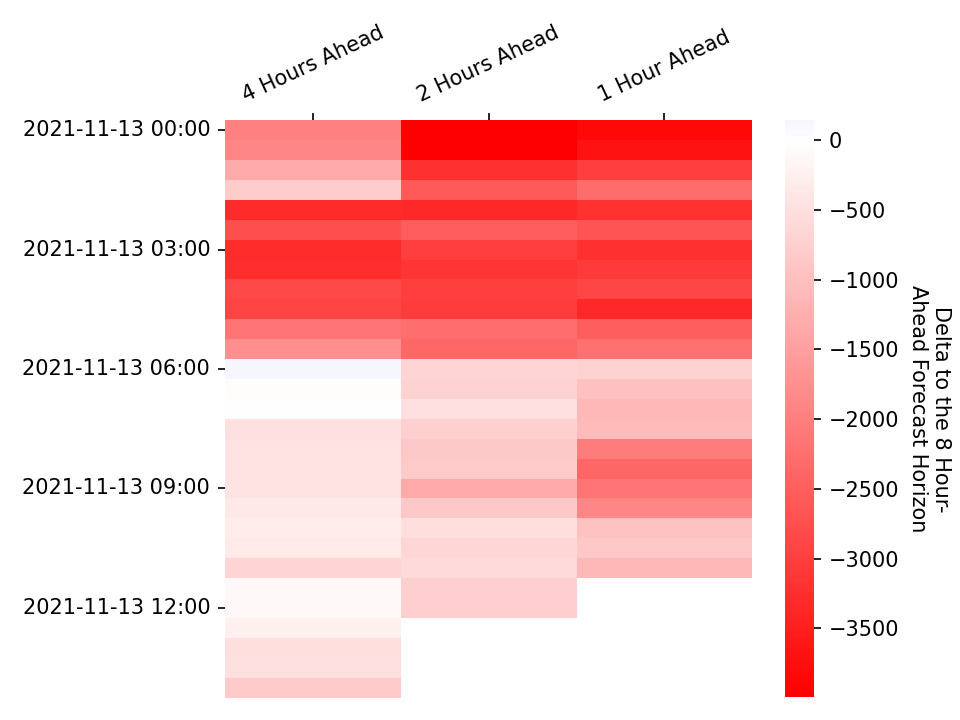 4 Hours Ahead
2 Hours Ahead
1 Hour Ahead
2021-11-13 00:00
2021-11-13 03:00
2021-11-13 06:00
2021-11-13 09:00
2021-11-13 12:00
0
−500
−1000
−1500
−2000
−2500
−3000
−3500
Delta to the 8 Hour-
Ahead Forecast Horizon